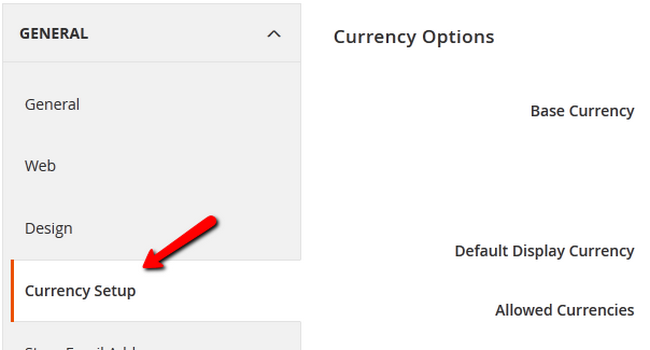 GENERAL
General
Web
Design
Currency Setup
Currency Options
Base Currency
Default Display Currency
Allowed Currencies